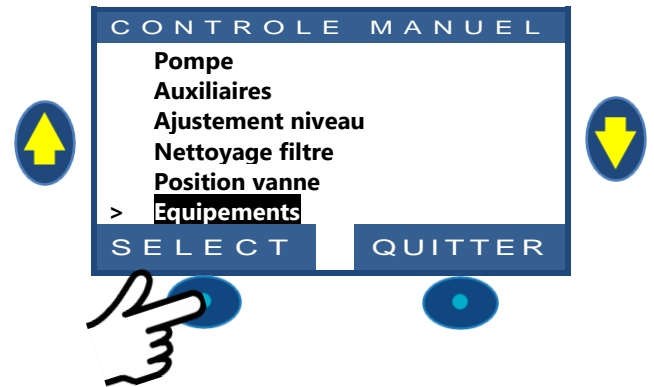 CONTROLE MANUEL
Pompe
Auxiliaires
Ajustement niveau
Nettoyage filtre
Position vanne
> Equipements
SELECT QUITTER